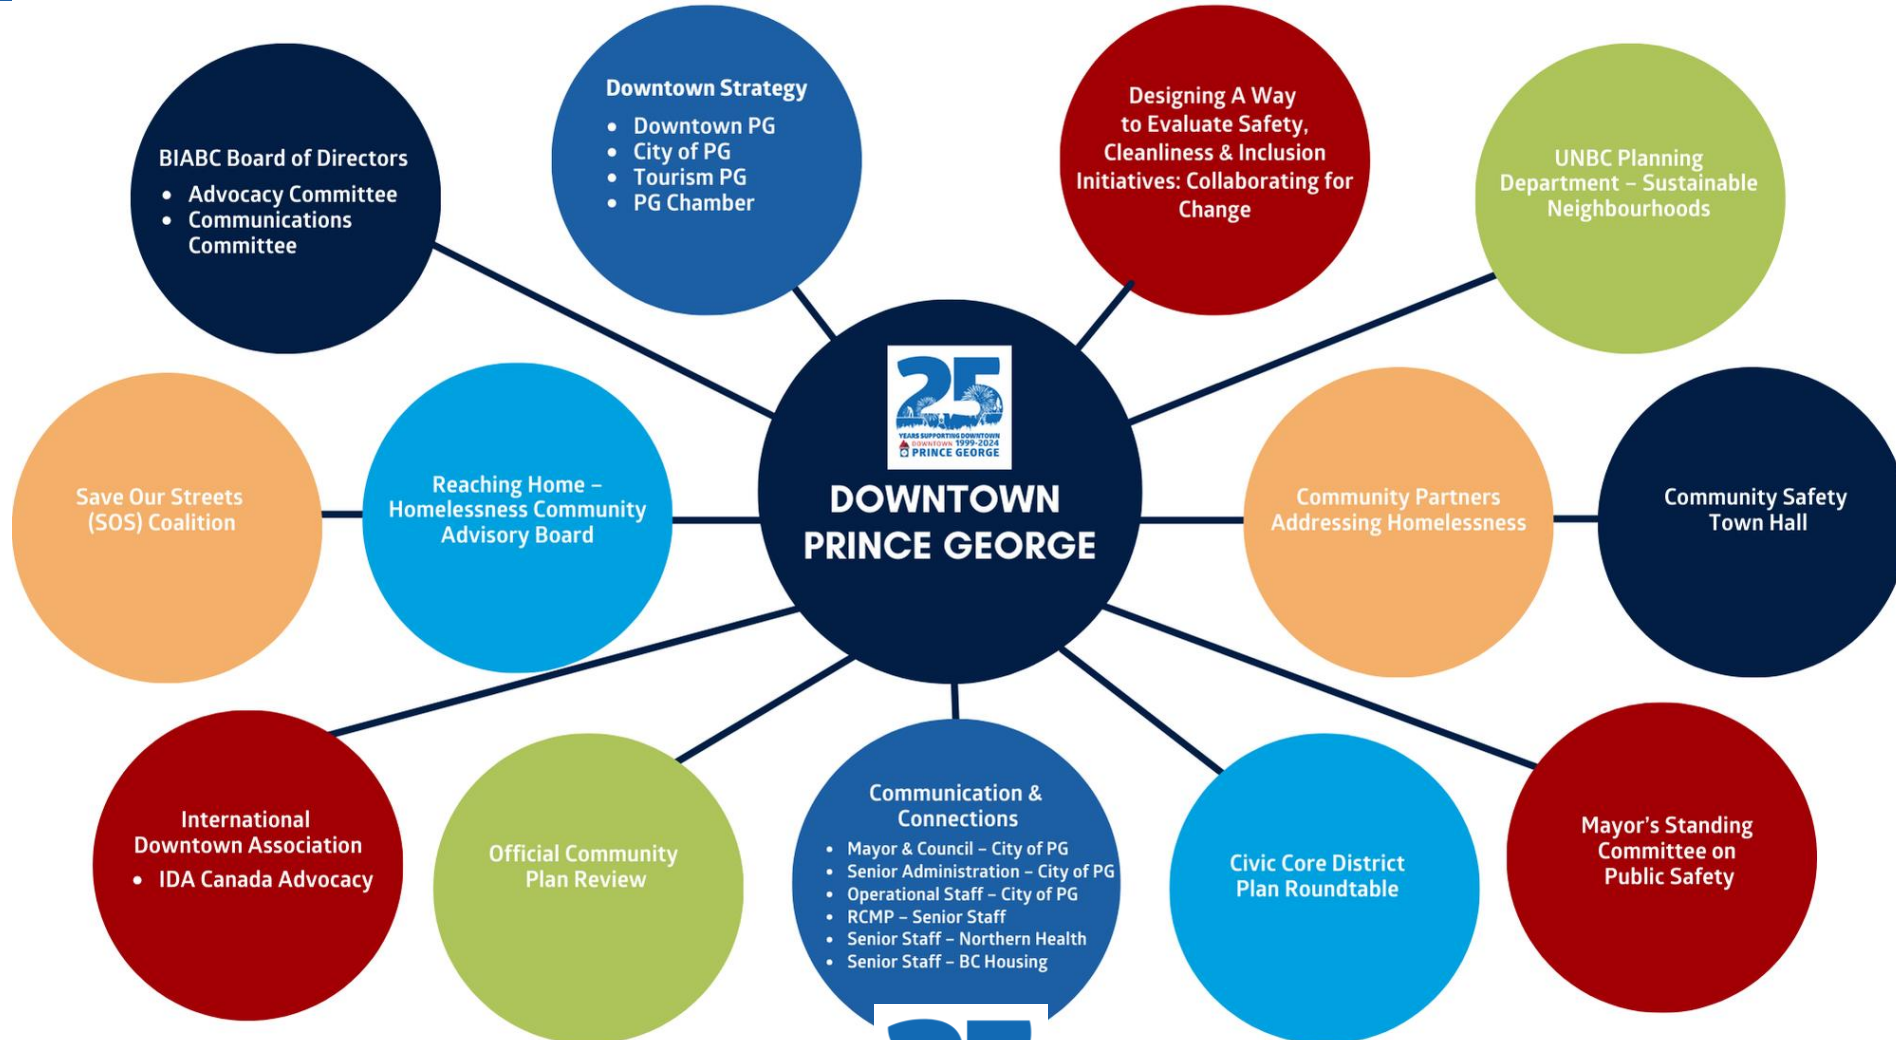 BIABC Board of Directors
• Advocacy Committee
• Communications
Committee
Downtown Strategy
• Downtown PG
• City of PG
• Tourism PG
• PG Chamber
Designing A Way
to Evaluate Safety,
Cleanliness & Inclusion
Initiatives: Collaborating for
Change
UNBC Planning
Department – Sustainable
Neighbourhoods
Save Our Streets
(SOS) Coalition
Reaching Home –
Homelessness Community
Advisory Board
25
YEARS SUPPORTING DOWNTOWN
DOWNTOWN 1999-2024
PRINCE GEORGE
DOWNTOWN
PRINCE GEORGE
Community Partners
Addressing Homelessness
Community Safety
Town Hall
International
Downtown Association
• IDA Canada Advocacy
Official Community
Plan Review
Communication &
Connections
• Mayor & Council – City of PG
• Senior Administration – City of PG
• Operational Staff – City of PG
• RCMP – Senior Staff
• Senior Staff – Northern Health
• Senior Staff – BC Housing
Civic Core District
Plan Roundtable
Mayor's Standing
Committee on
Public Safety
25